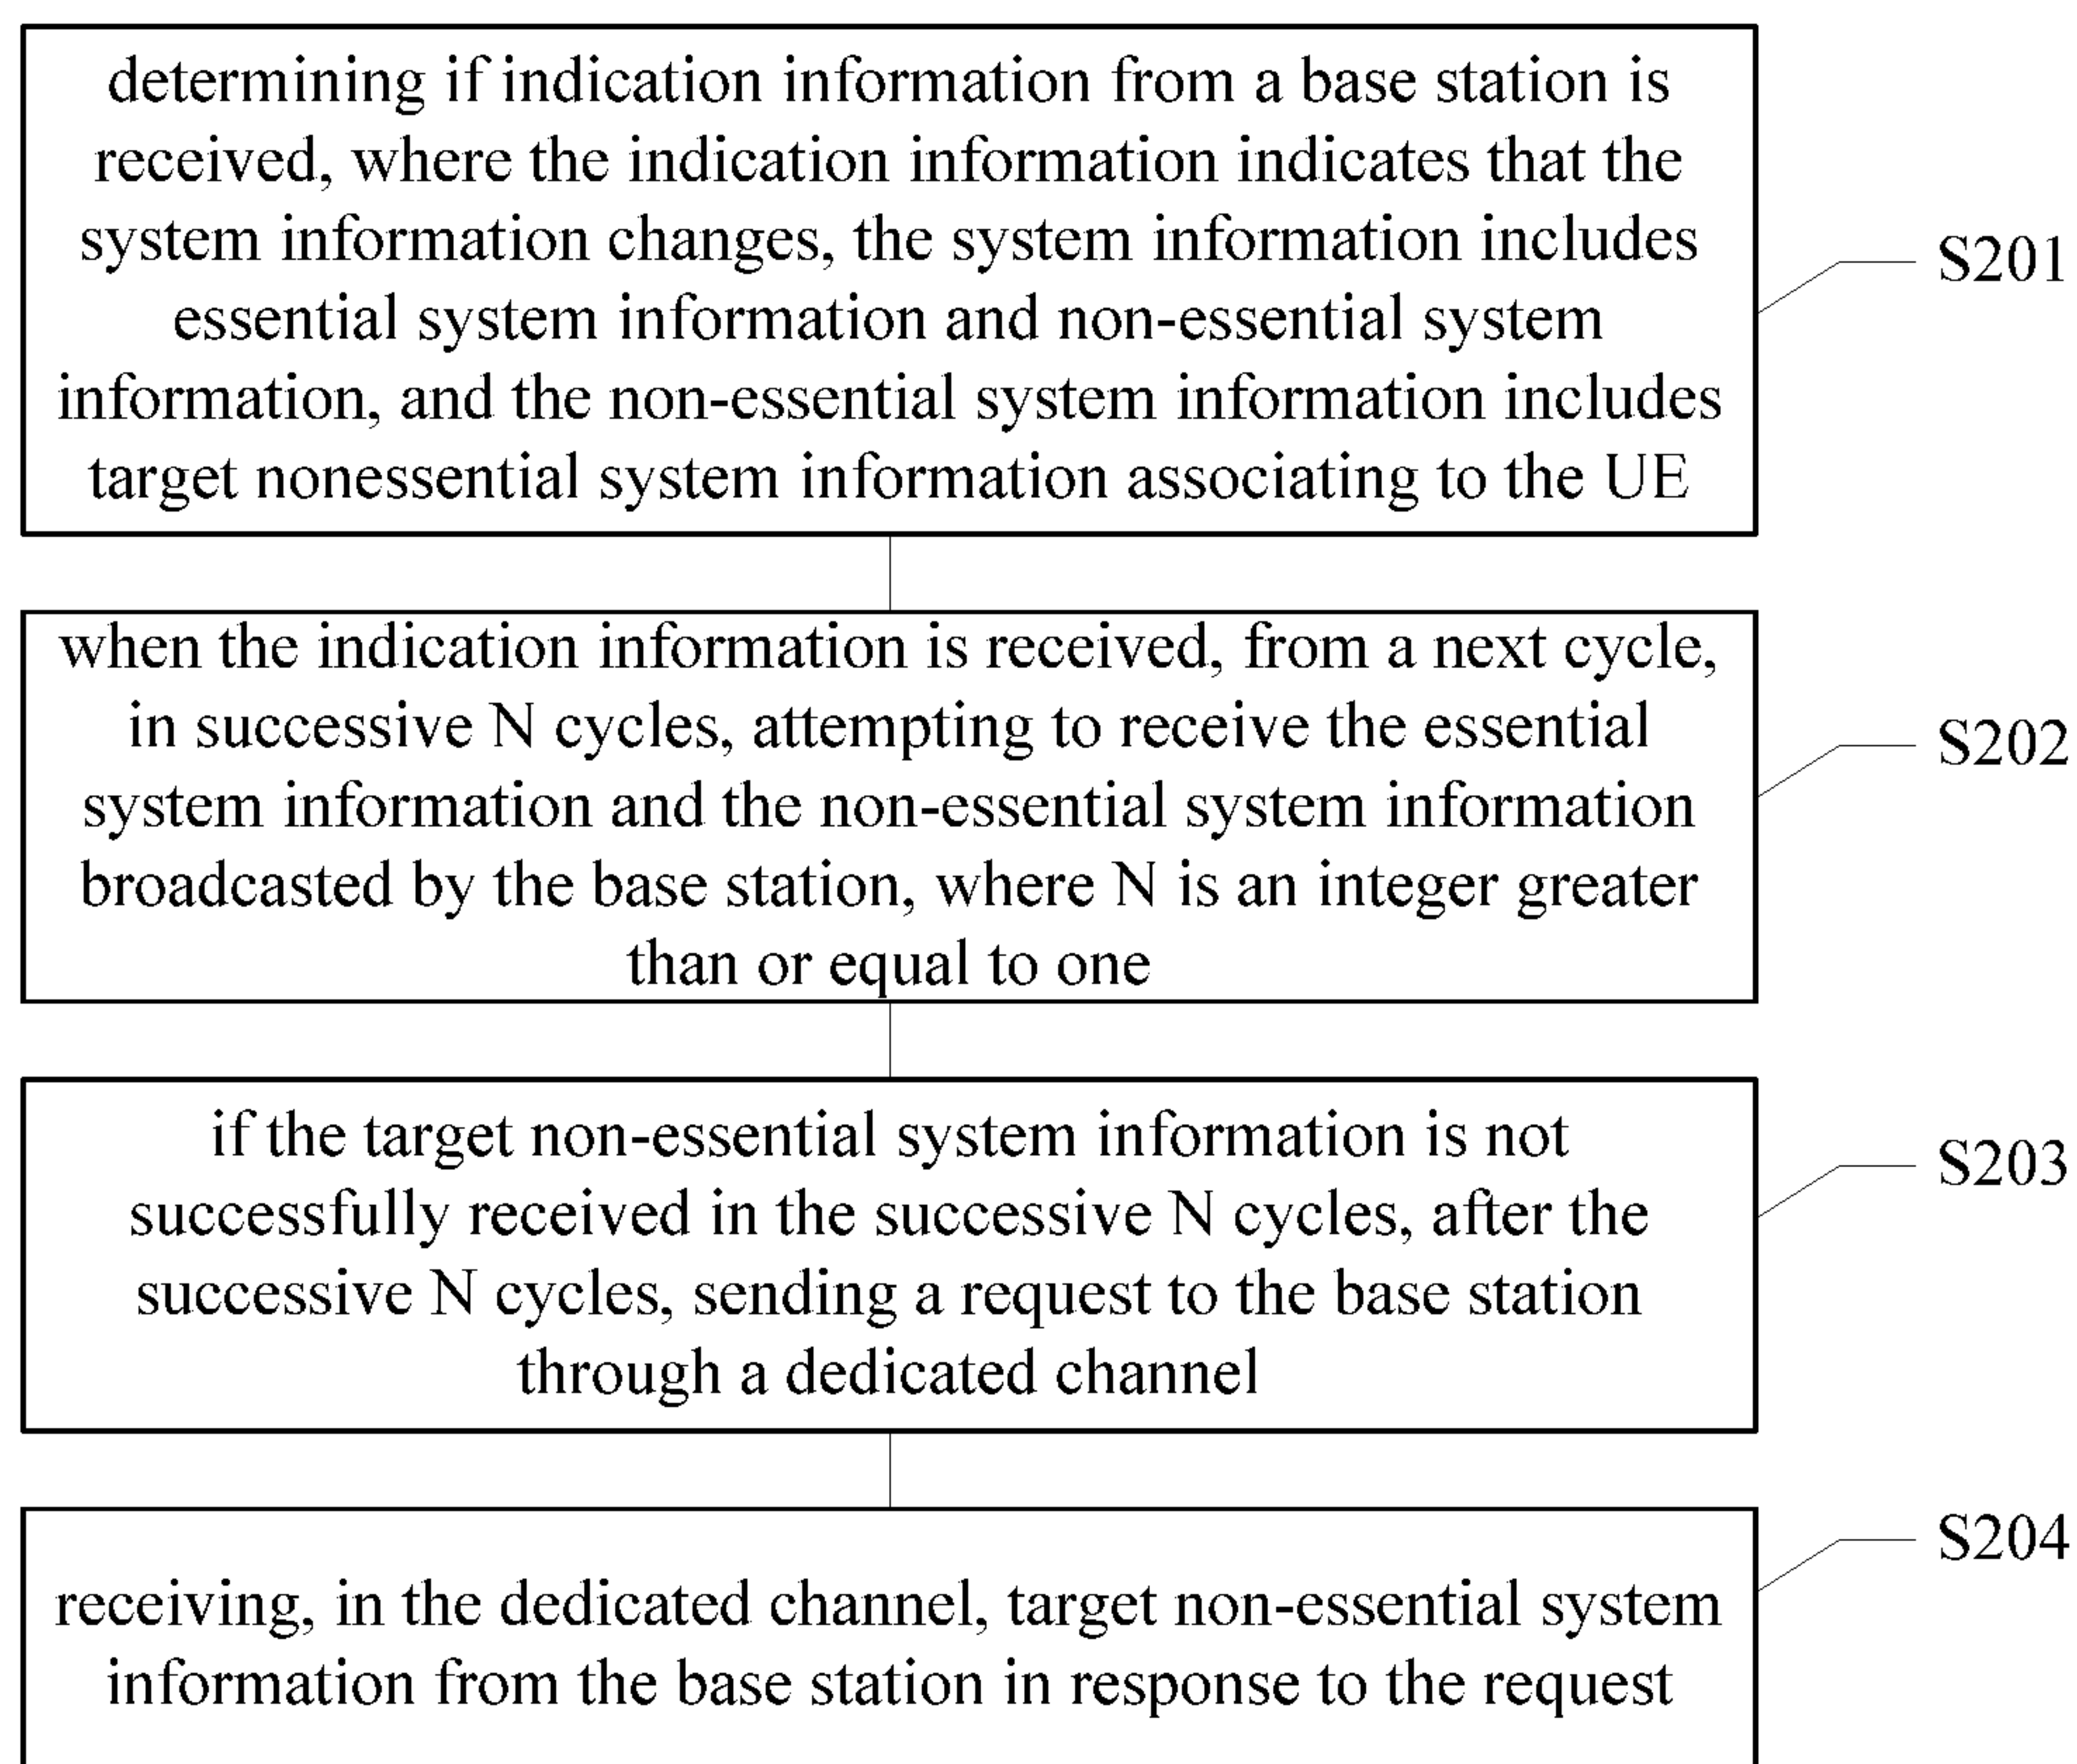 determining if indication information from a base station is
received, where the indication information indicates that the
system information changes, the system information includes
essential system information and non-essential system
information, and the non-essential system information includes
target nonessential system information associating to the UE
S201
when the indication information is received, from a next cycle,
in successive N cycles, attempting to receive the essential
system information and the non-essential system information
broadcasted by the base station, where N is an integer greater
than or equal to one
S202
if the target non-essential system information is not
successfully received in the successive N cycles, after the
successive N cycles, sending a request to the base station
through a dedicated channel
S203
receiving, in the dedicated channel, target non-essential system
information from the base station in response to the request
S204